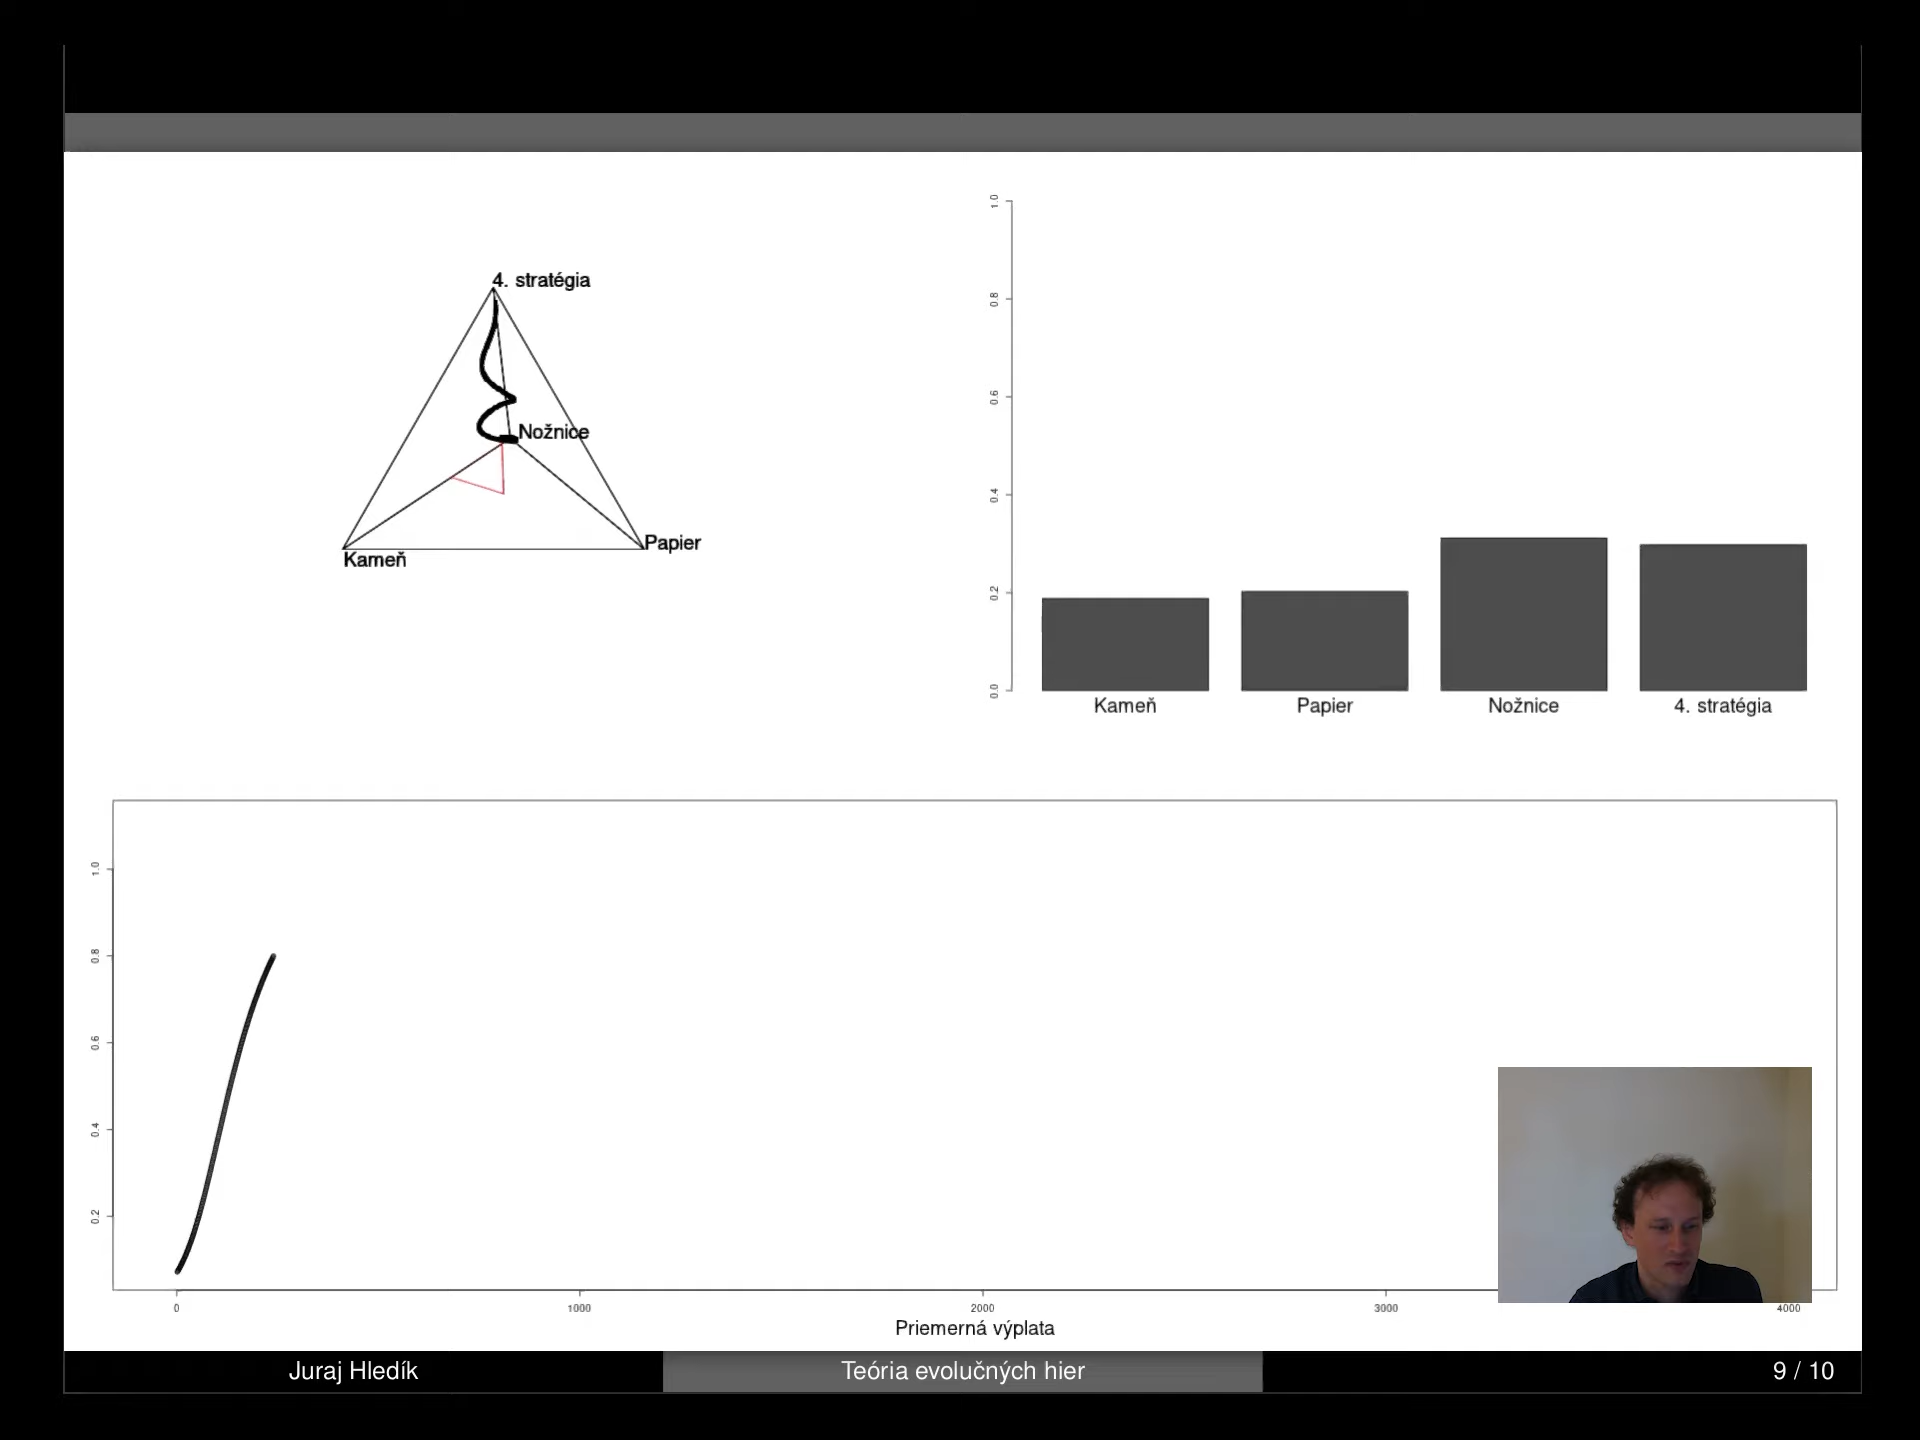 4. stratégia
Nožnice
Papier
Kameň
1.0
0.8
0.6
0.4
0.2
0.0
Kameň Papier Nožnice 4. stratégia
1.0
0.8
0.6
0.4
0.2
0 1000 2000 3000 4000
Priemerná výplata
Juraj Hledík Teória evolučných hier 9 / 10